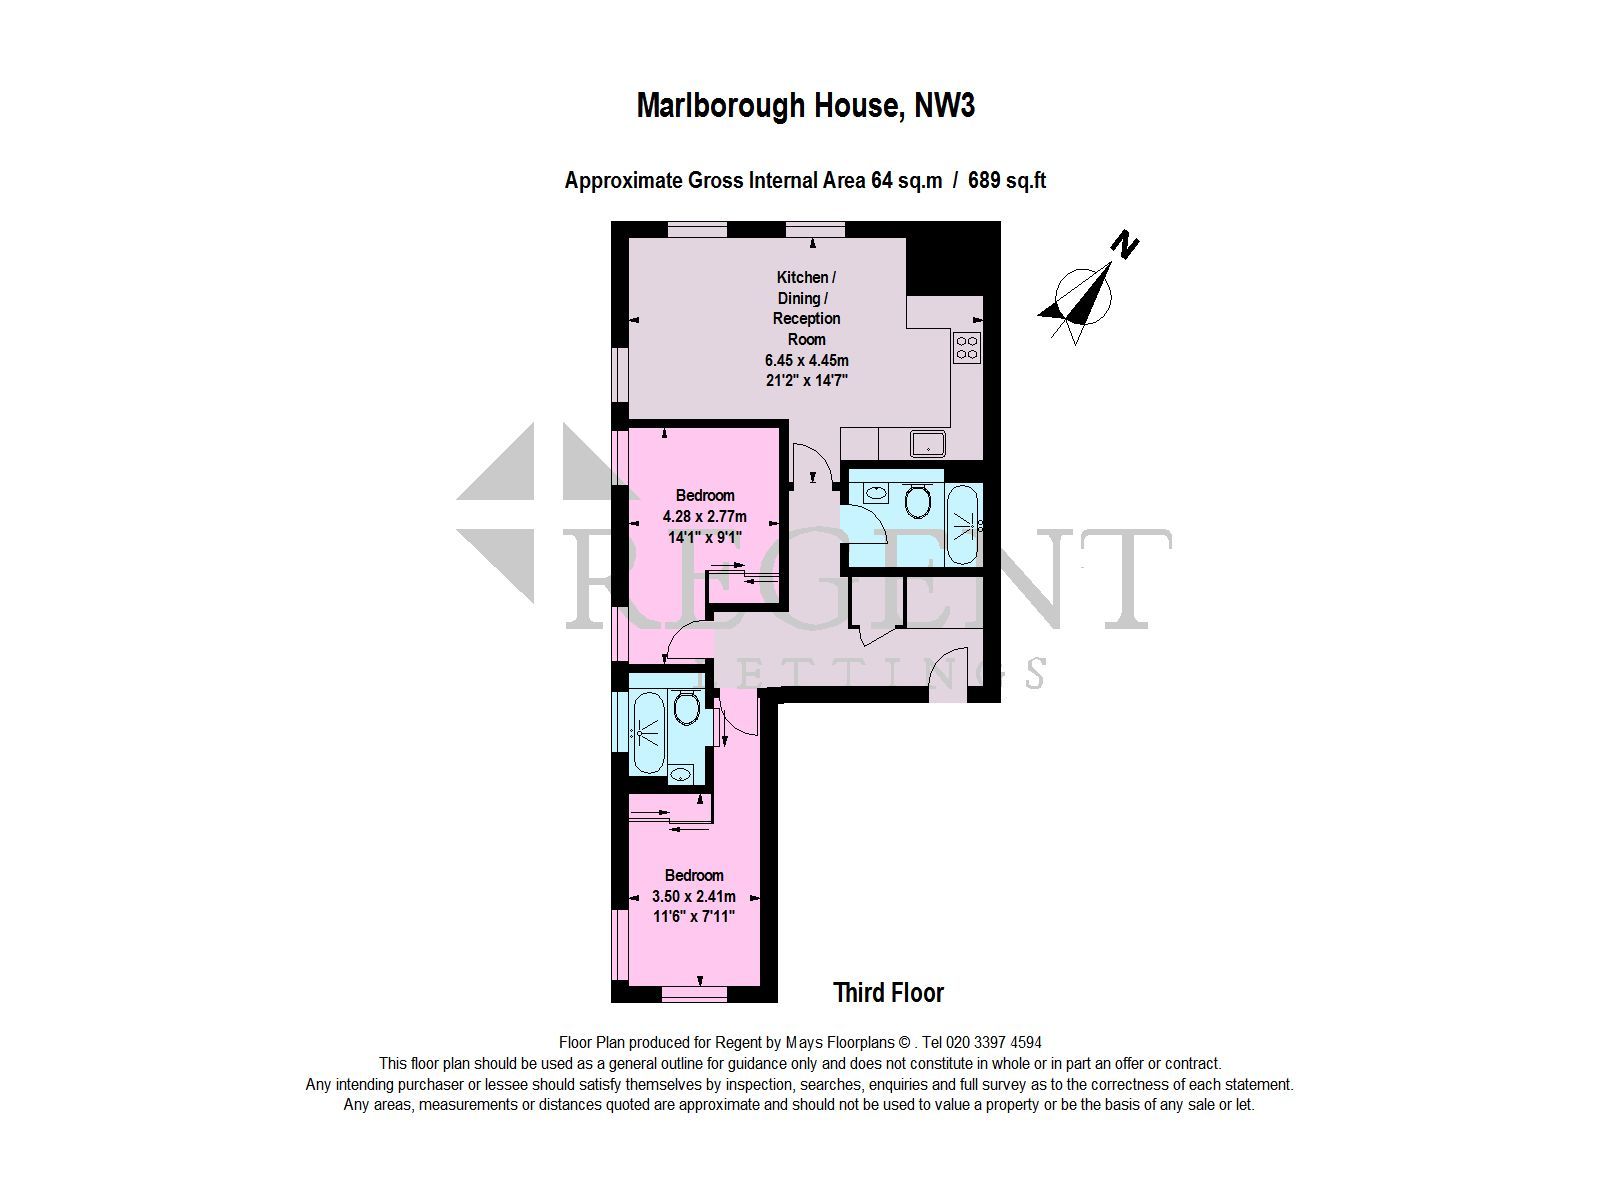 Marlborough House, NW3
Approximate Gross Internal Area 64 sq.m / 689 sq.ft
N
Kitchen /
Dining /
Reception
Room
6.45 x 4.45m
21'2" x 14'7"
Bedroom
4.28 x 2.77m
14'1" x 9'1"
REGENT
LETTINGS
Bedroom
3.50 x 2.41m
11'6" x 7'11"
Third Floor
Floor Plan produced for Regent by Mays Floorplans © . Tel 020 3397 4594
This floor plan should be used as a general outline for guidance only and does not constitute in whole or in part an offer or contract.
Any intending purchaser or lessee should satisfy themselves by inspection, searches, enquiries and full survey as to the correctness of each statement.
Any areas, measurements or distances quoted are approximate and should not be used to value a property or be the basis of any sale or let.